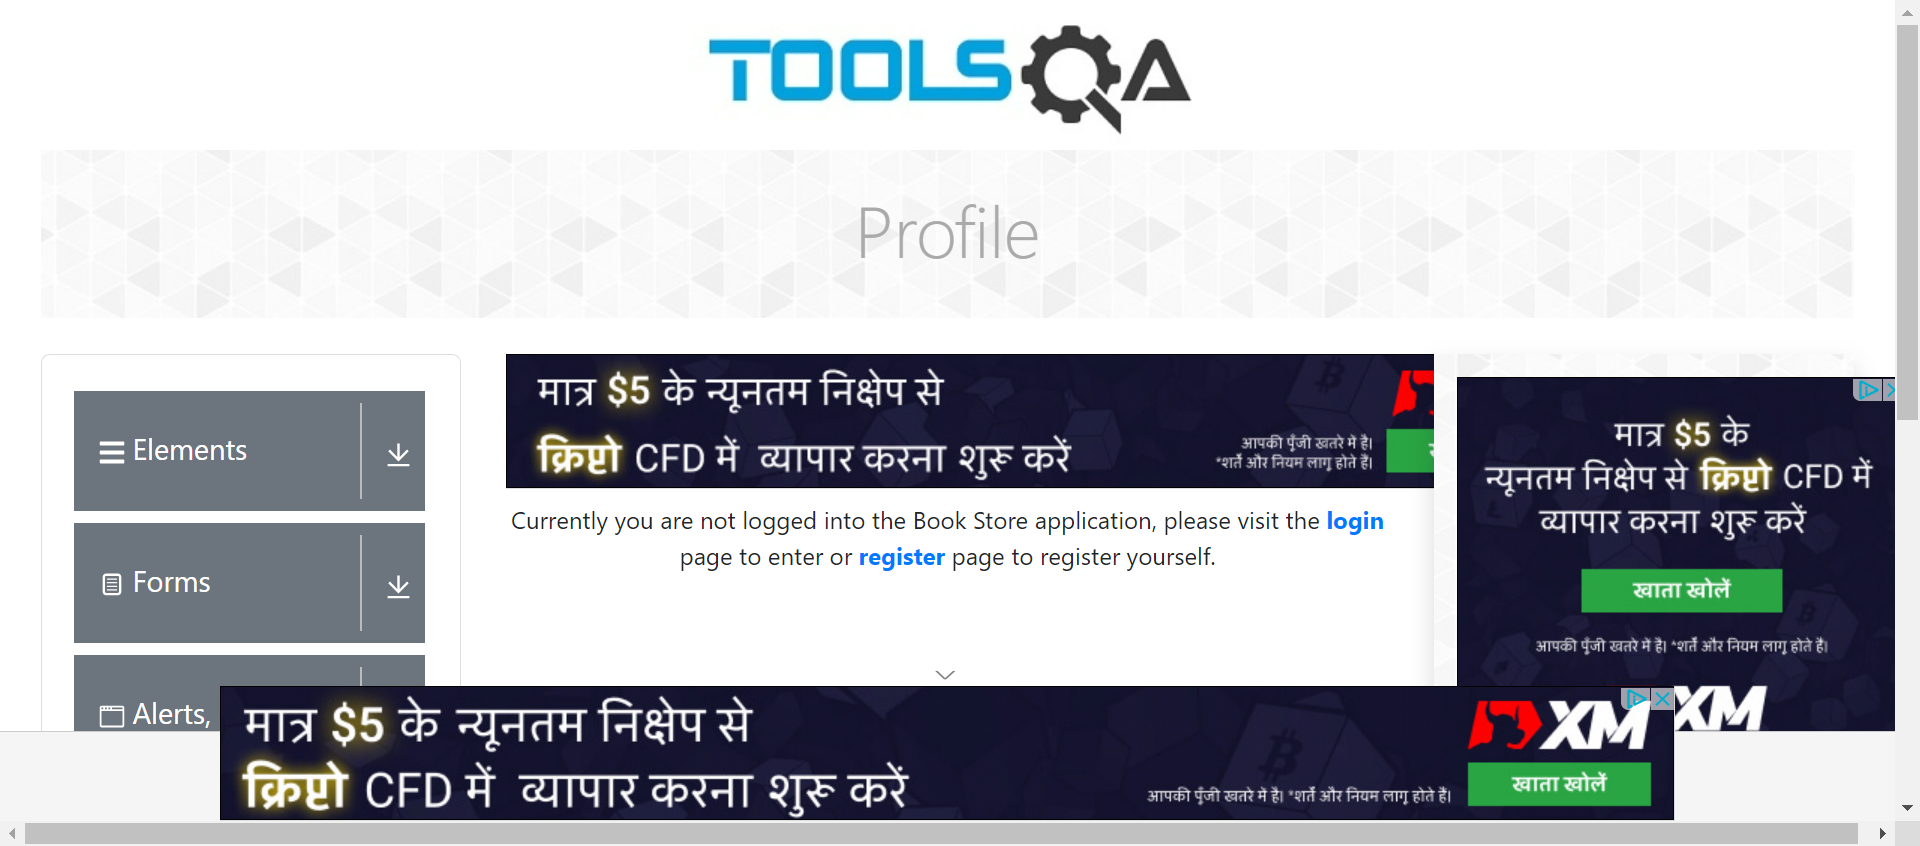 TOOLSQA
Profile
Elements
Forms
Alerts,
मात्र $5 के न्यूनतम निक्षेप से
क्रिप्टो CFD में व्यापार करना शुरू करें
आपकी पूँजी खतरे में है।
*शर्तें और नियम लागू होते हैं।
Currently you are not logged into the Book Store application, please visit the login
page to enter or register page to register yourself.
मात्र $5 के
न्यूनतम निक्षेप से क्रिप्टो CFD में
व्यापार करना शुरू करें
खाता खोलें
आपकी पूँजी खतरे में है। *शर्तें और नियम लागू होते हैं।
XM
मात्र $5 के न्यूनतम निक्षेप से
क्रिप्टो CFD में व्यापार करना शुरू करें
आपकी पूँजी खतरे में है। *शर्तें और नियम लागू होते हैं।
XM
खाता खोलें